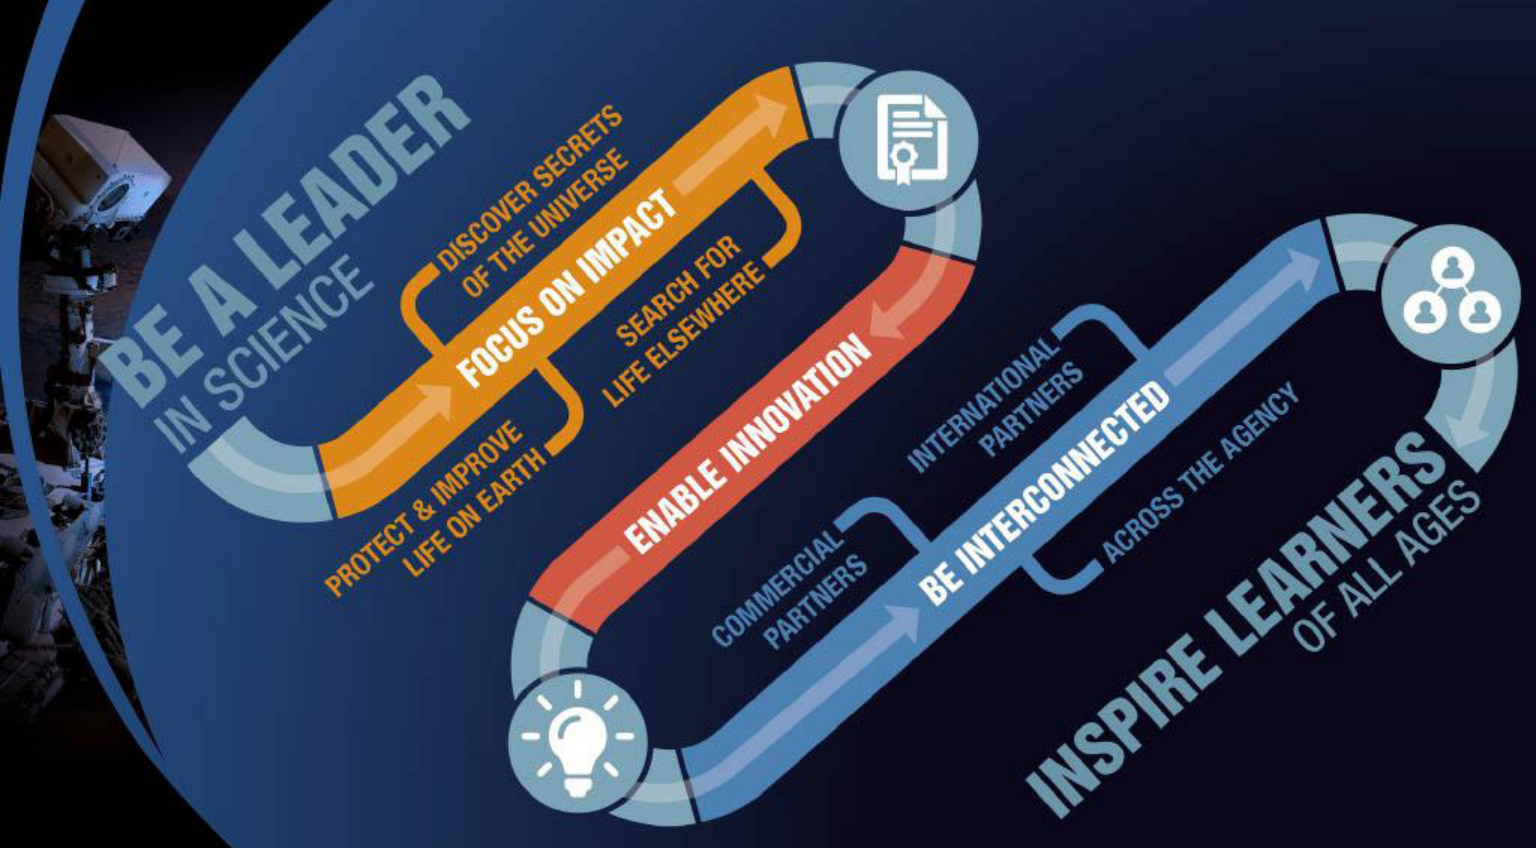 BE A LEADER
IN SCIENCE
DISCOVER SECRETS
OF THE UNIVERSE
FOCUS ON IMPACT
SEARCH FOR
LIFE ELSEWHERE
PROTECT & IMPROVE
LIFE ON EARTH
ENABLE INNOVATION
INTERNATIONAL
PARTNERS
COMMERCIAL
PARTNERS
BE INTERCONNECTED
ACROSS THE AGENCY
INSPIRE LEARNERS
OF ALL AGES